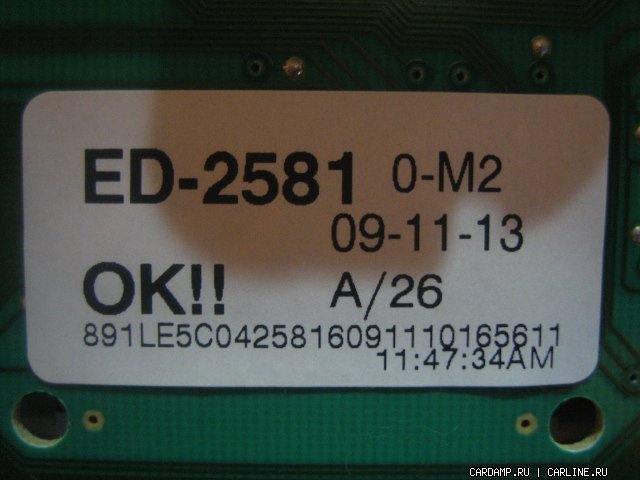 ED-2581 0-M2
09-11-13
OK!! A/26
891LE5C0425816091110165611
11:47:34AM
CARDAMP.RU | CARLINE.RU